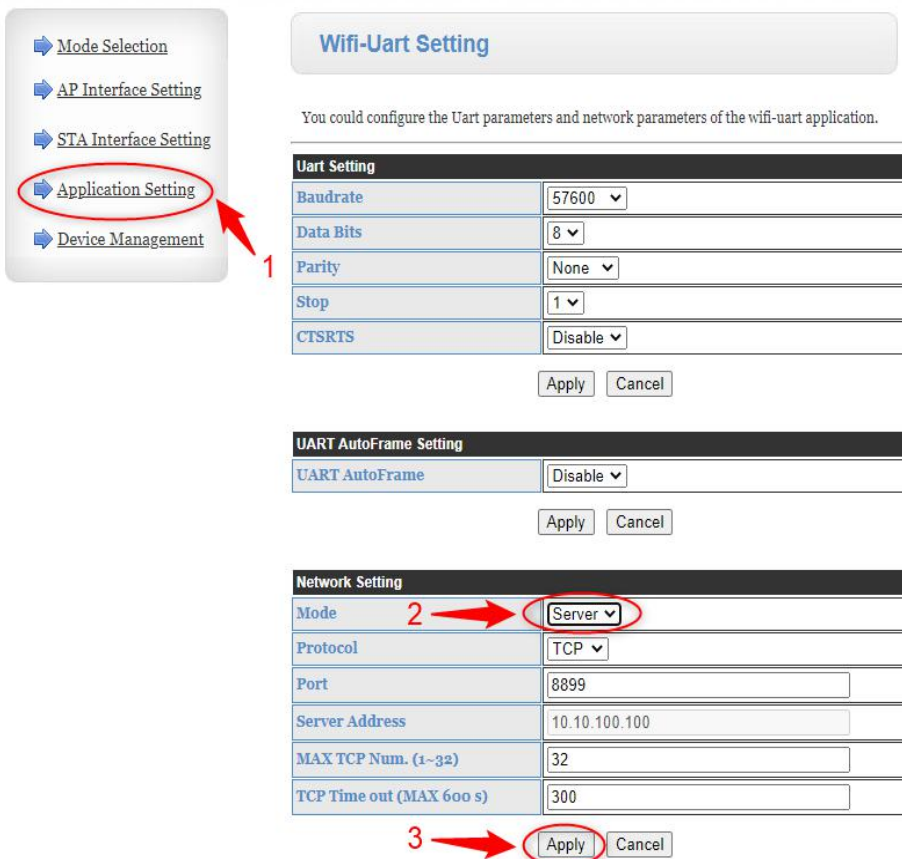 Mode Selection
AP Interface Setting
STA Interface Setting
Application Setting
Device Management
1
Wifi-Uart Setting
You could configure the Uart parameters and network parameters of the wifi-uart application.
Uart Setting
Baudrate 57600
Data Bits 8
Parity None
Stop 1
CTSRTS Disable
Apply Cancel
UART AutoFrame Setting
UART AutoFrame Disable
Apply Cancel
Network Setting
Mode 2 Server
Protocol TCP
Port 8899
Server Address 10.10.100.100
MAX TCP Num. (1~32) 32
TCP Time out (MAX 600 s) 300
3 Apply Cancel